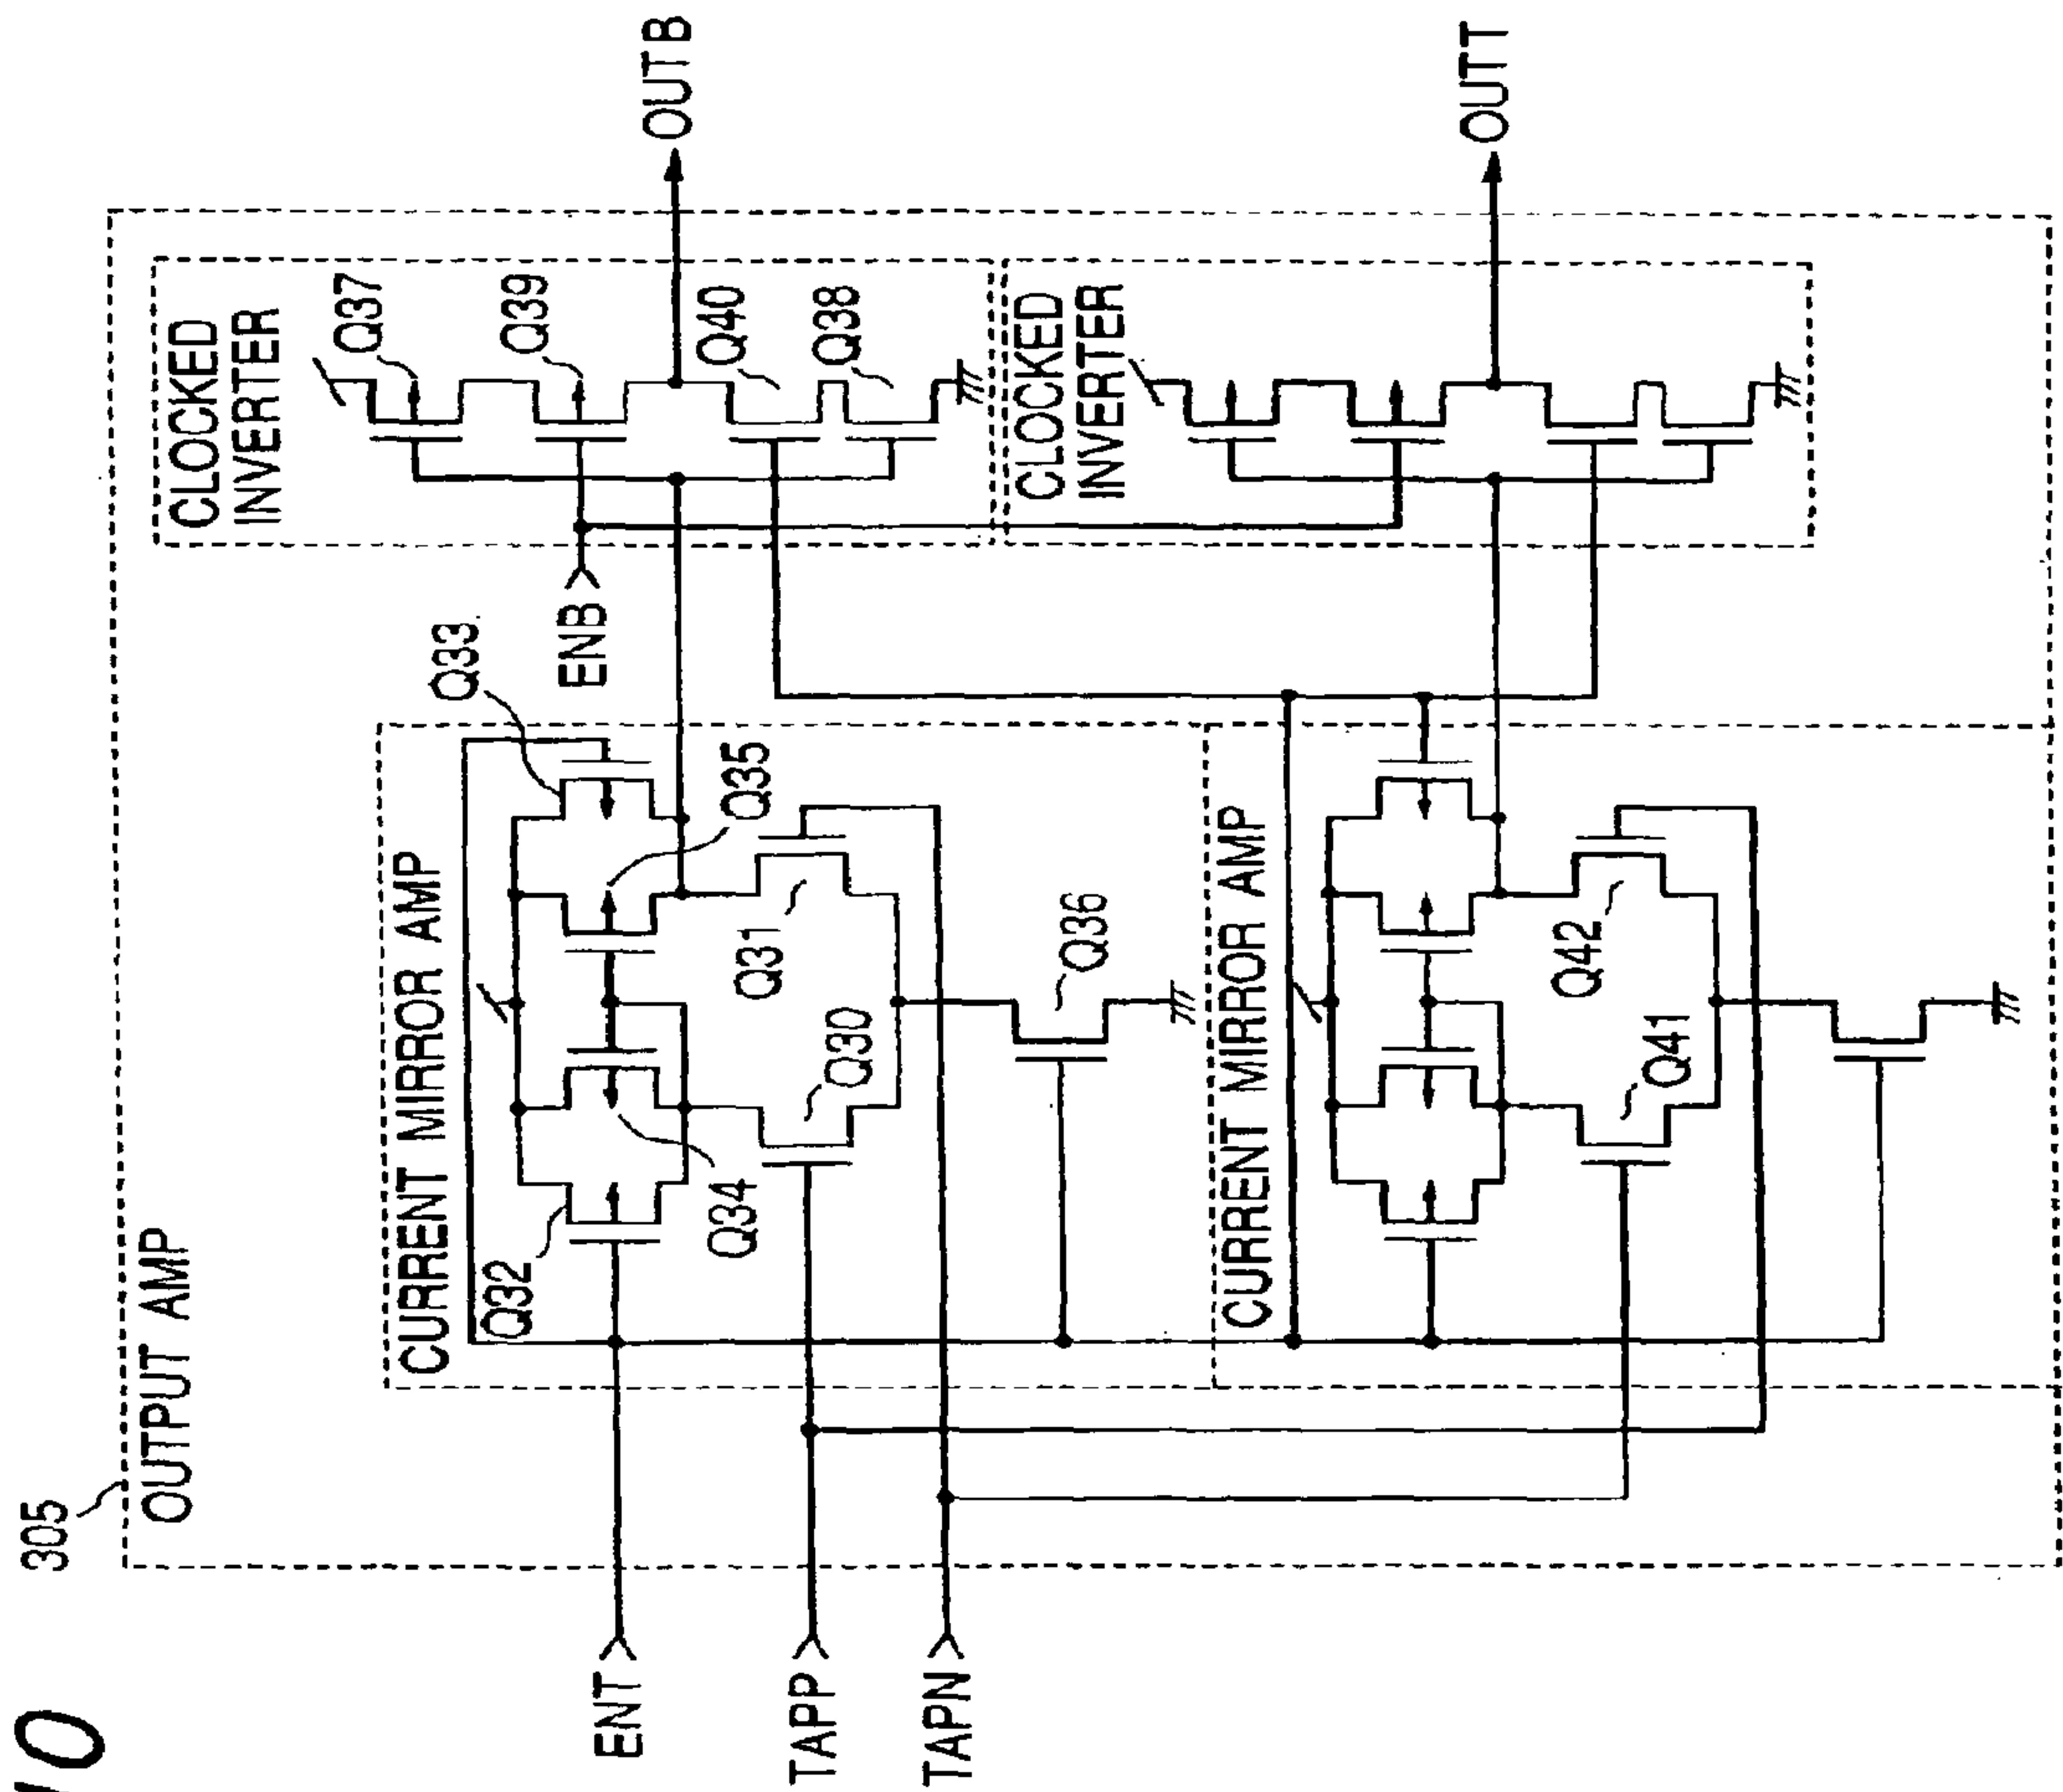 10
305
OUTPUT AMP
CURRENT MIRROR AMP
Q32
Q34
Q35
Q33
Q30
Q31
Q36
CURRENT MIRROR AMP
Q41
Q42
CLOCKED
INVERTER
Q37
Q39
Q40
Q38
CLOCKED
INVERTER
ENT
TAPP
TAPN
ENB
OUTB
OUTT